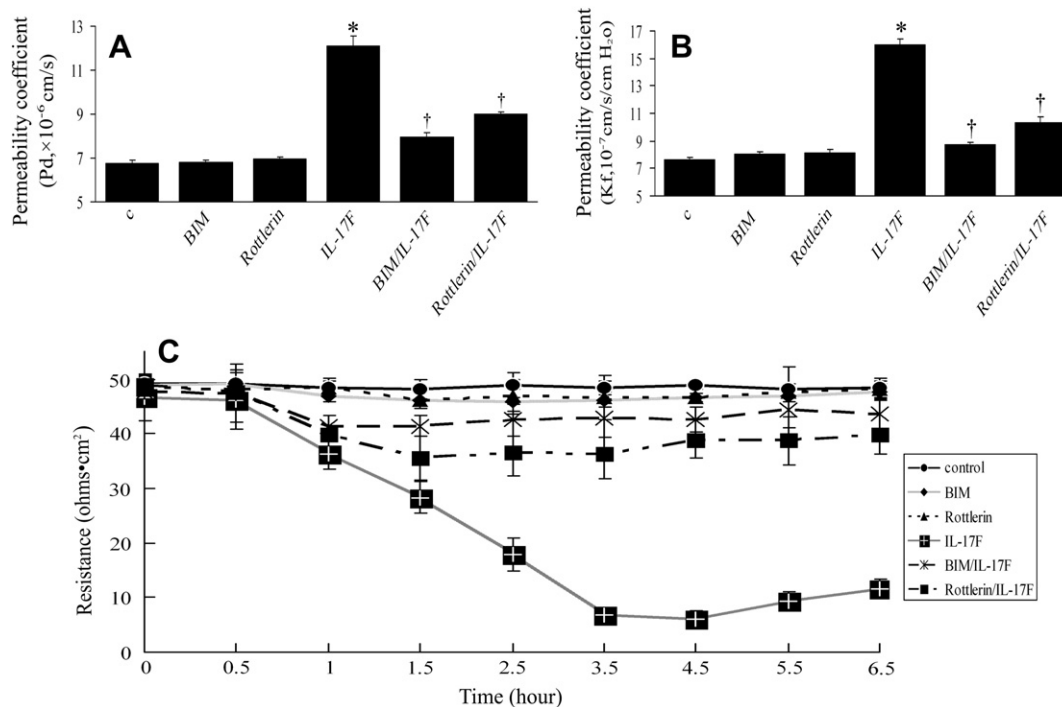 A
Permeability coefficient
(Pd,×10⁻⁶ cm/s)
13
11
9
7
5
*
†
†
c
BIM
Rottlerin
IL-17F
BIM/IL-17F
Rottlerin/IL-17F
B
Permeability coefficient
(Kf,10⁻⁷cm/s/cm H₂o)
17
15
13
11
9
7
5
*
†
†
c
BIM
Rottlerin
IL-17F
BIM/IL-17F
Rottlerin/IL-17F
C
Resistance (ohms•cm²)
50
40
30
20
10
0
0 0.5 1 1.5 2.5 3.5 4.5 5.5 6.5
Time (hour)
control
BIM
Rottlerin
IL-17F
BIM/IL-17F
Rottlerin/IL-17F